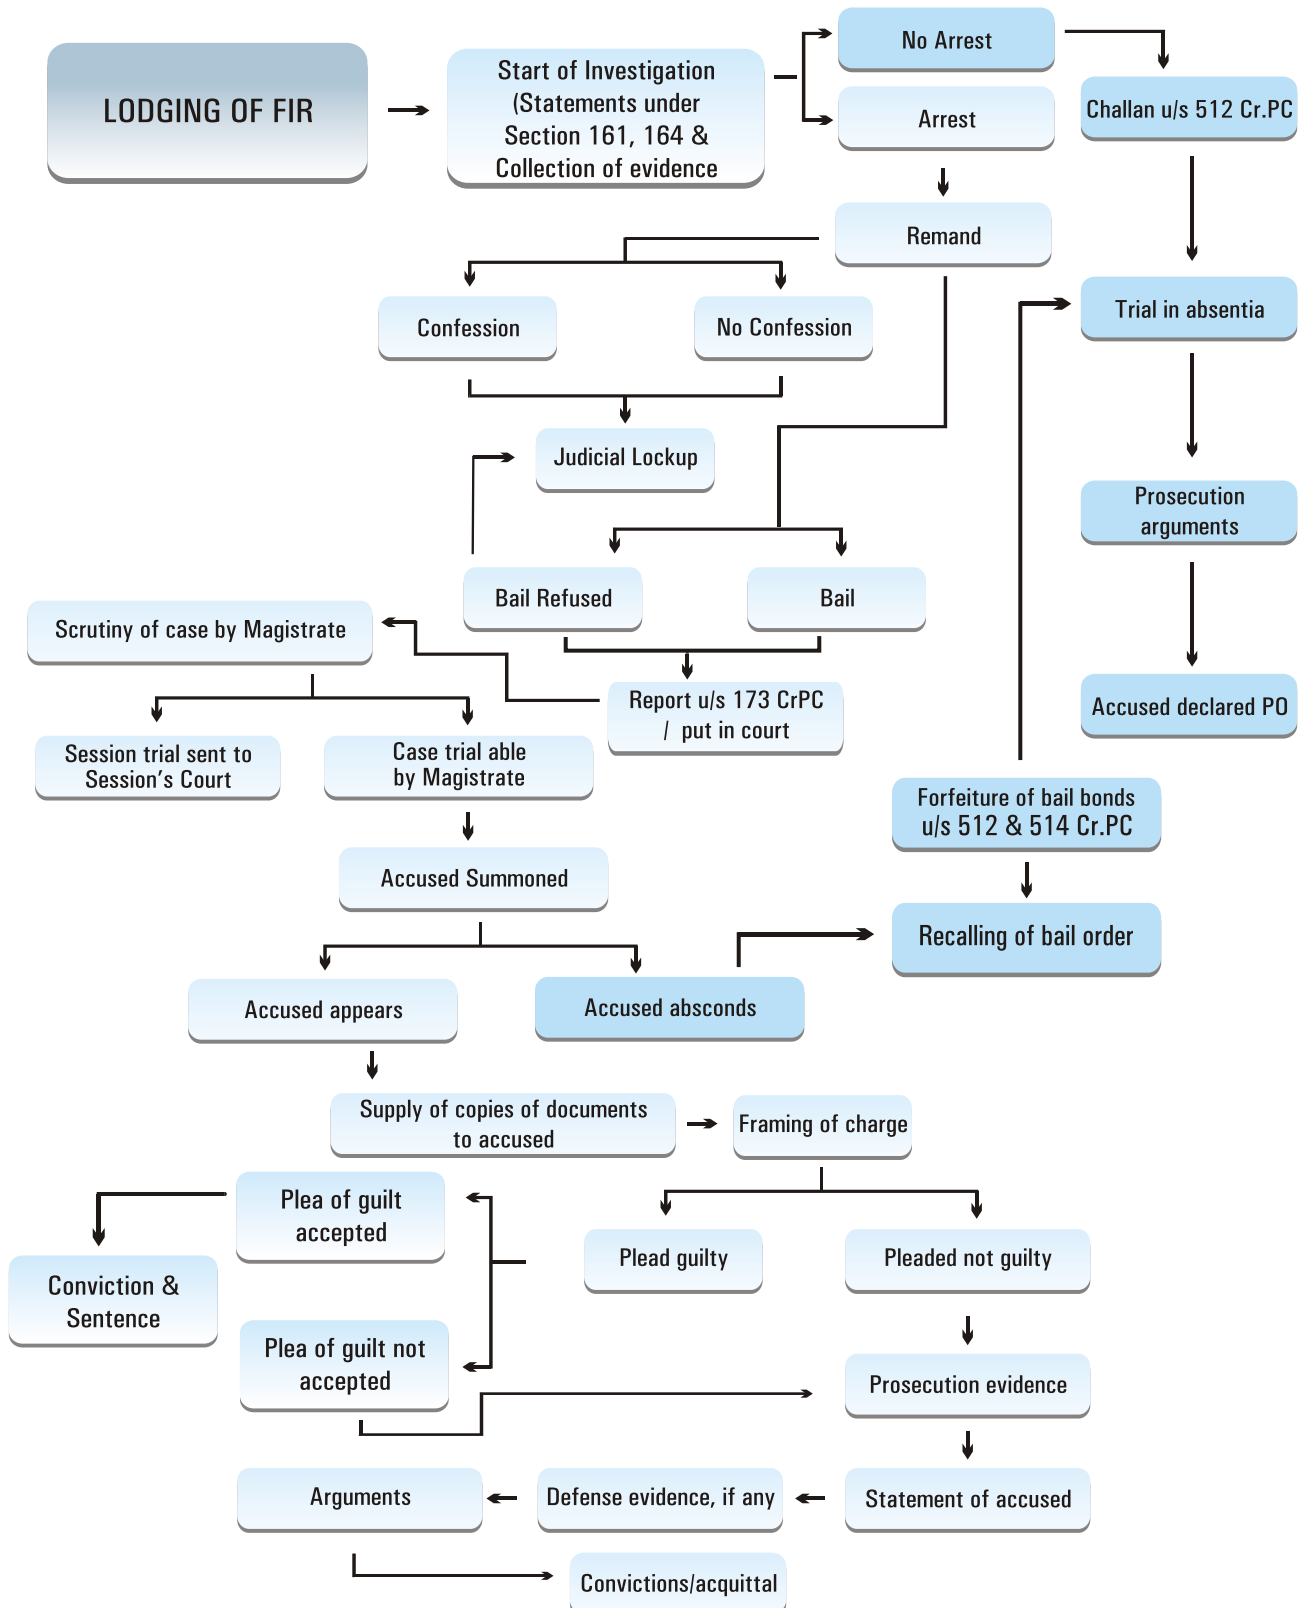 LODGING OF FIR
Start of Investigation
(Statements under
Section 161, 164 &
Collection of evidence
No Arrest
Arrest
Challan u/s 512 Cr.PC
Remand
Confession
No Confession
Trial in absentia
Judicial Lockup
Prosecution
arguments
Bail Refused
Bail
Scrutiny of case by Magistrate
Report u/s 173 CrPC
/ put in court
Accused declared PO
Session trial sent to
Session's Court
Case trial able
by Magistrate
Forfeiture of bail bonds
u/s 512 & 514 Cr.PC
Accused Summoned
Recalling of bail order
Accused appears
Accused absconds
Supply of copies of documents
to accused
Framing of charge
Plea of guilt
accepted
Plead guilty
Pleaded not guilty
Conviction &
Sentence
Plea of guilt not
accepted
Prosecution evidence
Arguments
Defense evidence, if any
Statement of accused
Convictions/acquittal